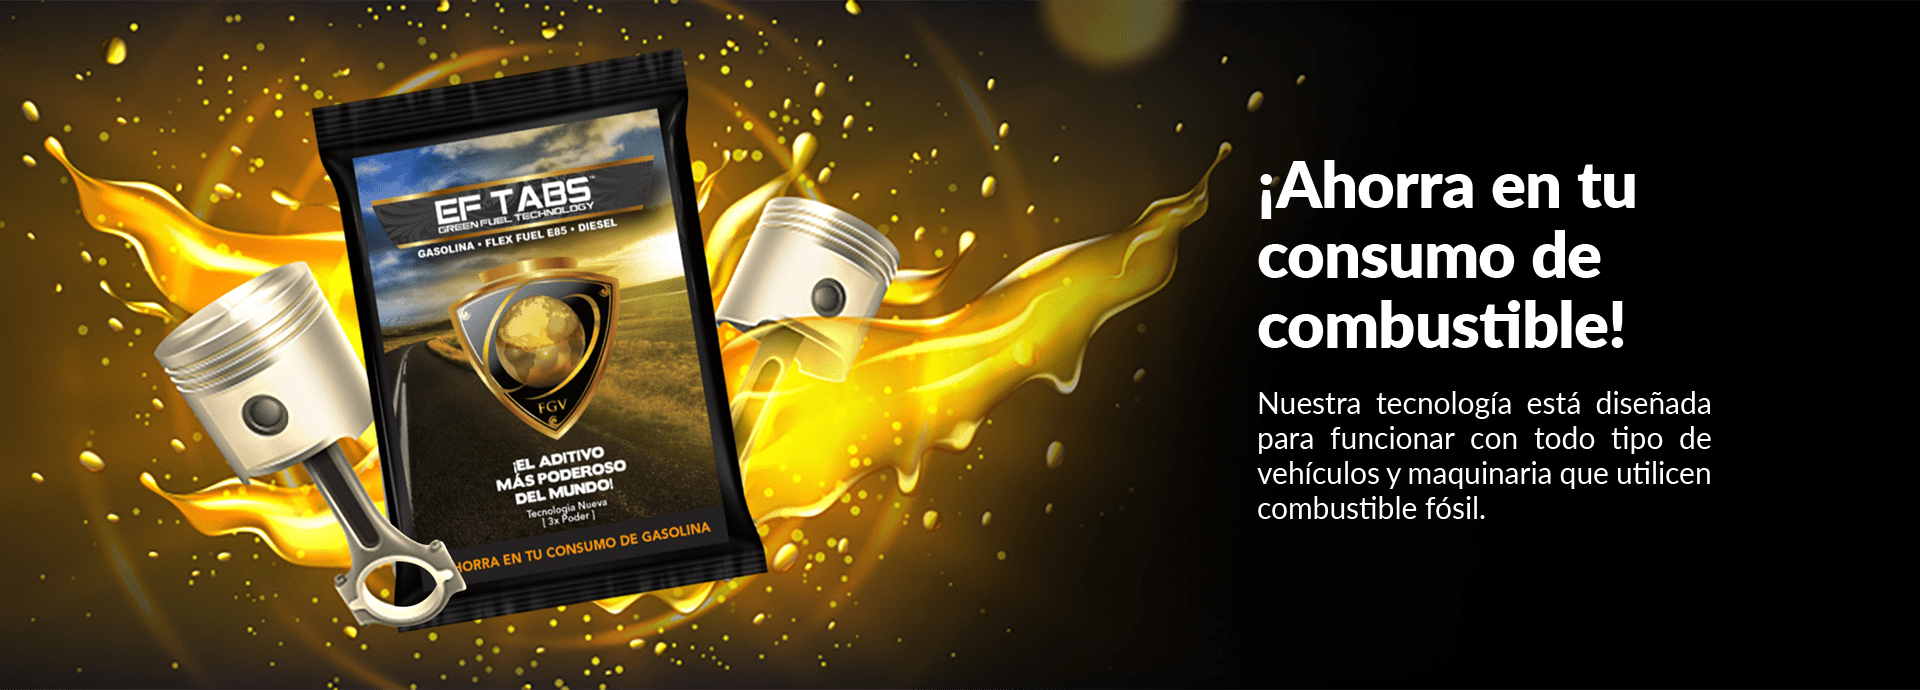 EF TABS™
GREEN FUEL TECHNOLOGY
GASOLINA • FLEX FUEL E85 • DIESEL
FGV
¡EL ADITIVO
MÁS PODEROSO
DEL MUNDO!
Tecnología Nueva
[ 3x Poder ]
HORRA EN TU CONSUMO DE GASOLINA
¡Ahorra en tu
consumo de
combustible!
Nuestra tecnología está diseñada
para funcionar con todo tipo de
vehículos y maquinaria que utilicen
combustible fósil.